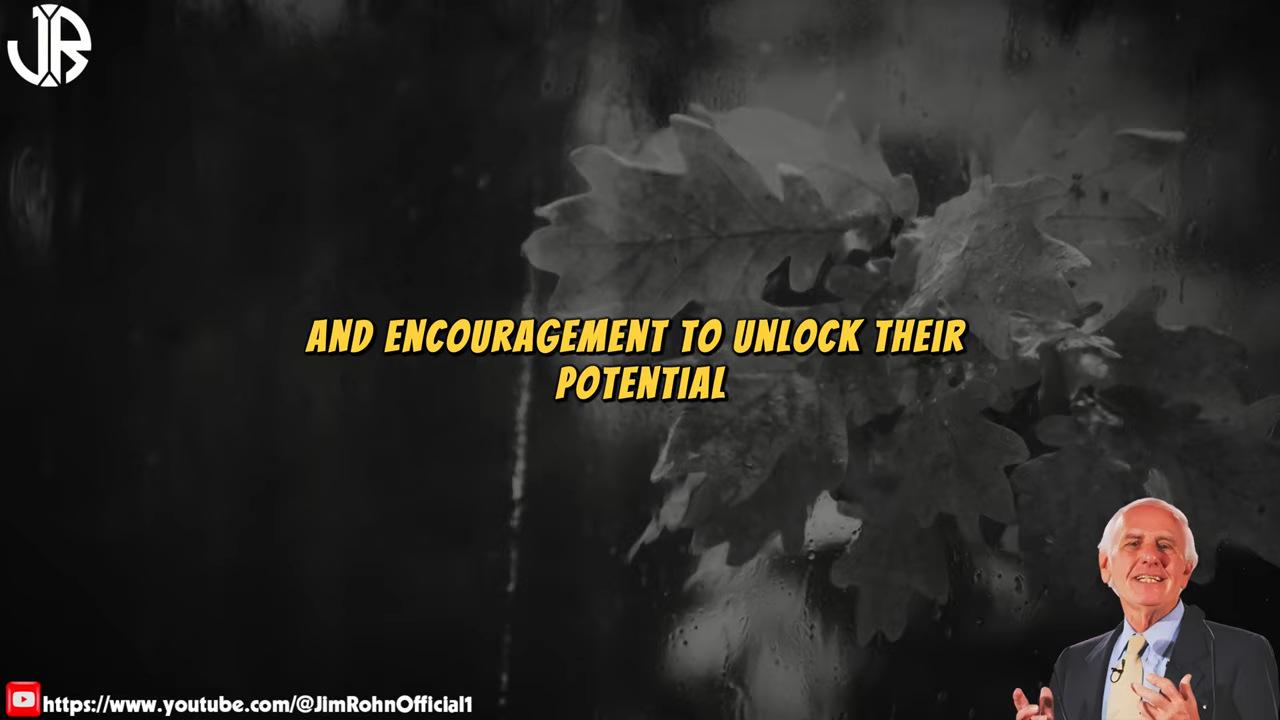 JR
AND ENCOURAGEMENT TO UNLOCK THEIR
POTENTIAL
https://www.youtube.com/@JimRohnOfficial1